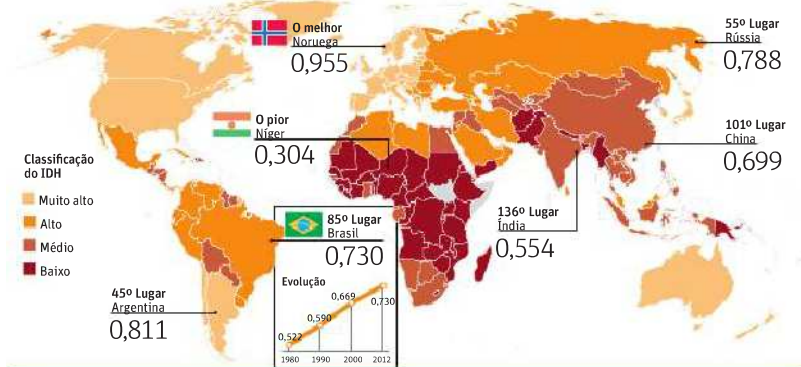 O melhor
Noruega
0,955
55º Lugar
Rússia
0,788
O pior
Níger
0,304
101º Lugar
China
0,699
Classificação
do IDH
Muito alto
Alto
Médio
Baixo
85º Lugar
Brasil
0,730
136º Lugar
Índia
0,554
45º Lugar
Argentina
0,811
Evolução
0,522
0,590
0,669
0,730
1980 1990 2000 2012